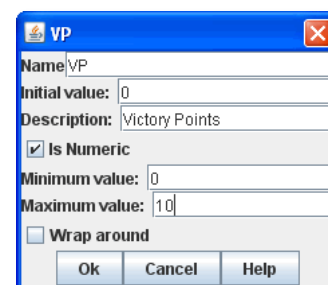 VP
Name VP
Initial value: 0
Description: Victory Points
Is Numeric
Minimum value: 0
Maximum value: 10
Wrap around
Ok Cancel Help